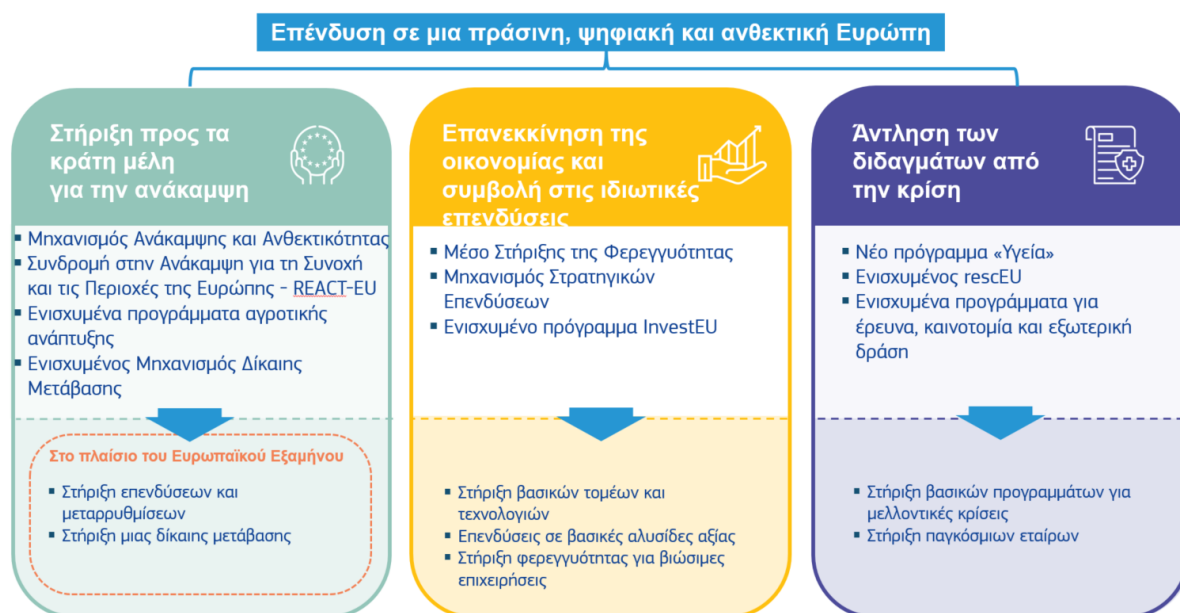 Επένδυση σε μια πράσινη, ψηφιακή και ανθεκτική Ευρώπη
Στήριξη προς τα
κράτη μέλη
για την ανάκαμψη
▪ Μηχανισμός Ανάκαμψης και Ανθεκτικότητας
▪ Συνδρομή στην Ανάκαμψη για τη Συνοχή
και τις Περιοχές της Ευρώπης - REACT-EU
▪ Ενισχυμένα προγράμματα αγροτικής
ανάπτυξης
▪ Ενισχυμένος Μηχανισμός Δίκαιης
Μετάβασης
Στο πλαίσιο του Ευρωπαϊκού Εξαμήνου
▪ Στήριξη επενδύσεων και
μεταρρυθμίσεων
▪ Στήριξη μιας δίκαιης μετάβασης
Επανεκκίνηση της
οικονομίας και
συμβολή στις ιδιωτικές
επενδύσεις
▪ Μέσο Στήριξης της Φερεγγυότητας
▪ Μηχανισμός Στρατηγικών
Επενδύσεων
▪ Ενισχυμένο πρόγραμμα InvestEU
▪ Στήριξη βασικών τομέων και
τεχνολογιών
▪ Επενδύσεις σε βασικές αλυσίδες αξίας
▪ Στήριξη φερεγγυότητας για βιώσιμες
επιχειρήσεις
Άντληση των
διδαγμάτων από
την κρίση
▪ Νέο πρόγραμμα «Υγεία»
▪ Ενισχυμένος rescEU
▪ Ενισχυμένα προγράμματα για
έρευνα, καινοτομία και εξωτερική
δράση
▪ Στήριξη βασικών προγραμμάτων για
μελλοντικές κρίσεις
▪ Στήριξη παγκόσμιων εταίρων